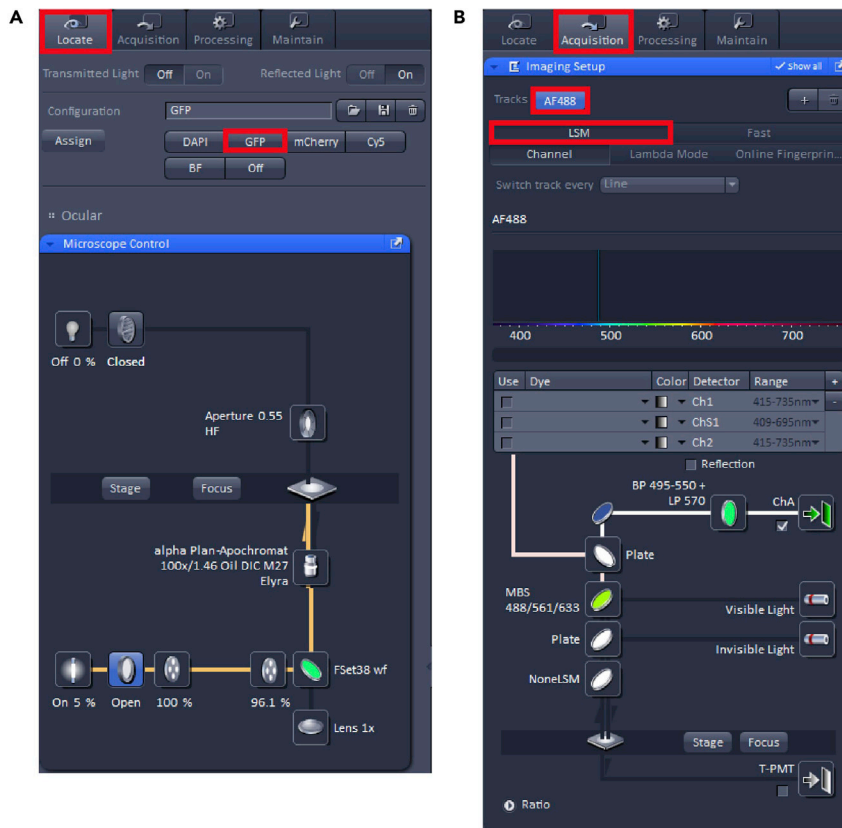 A
Locate Acquisition Processing Maintain
Transmitted Light Off On Reflected Light Off On
Configuration GFP
Assign DAPI GFP mCherry Cy5
BF Off
Ocular
Microscope Control
Off 0 % Closed
Aperture 0.55
HF
Stage Focus
alpha Plan-Apochromat
100x/1.46 Oil DIC M27
Elyra
FSet38 wf
On 5 % Open 100 % 96.1 %
Lens 1x
B
Locate Acquisition Processing Maintain
Imaging Setup Show all
Tracks AF488 +
LSM Fast
Channel Lambda Mode Online Fingerprin...
Switch track every Line
AF488
400 500 600 700
Use Dye Color Detector Range +
Ch1 415-735nm -
ChS1 409-695nm
Ch2 415-735nm
Reflection
BP 495-550 +
LP 570 ChA
Plate
MBS
488/561/633 Visible Light
Plate Invisible Light
NoneLSM
Stage Focus
T-PMT
Ratio